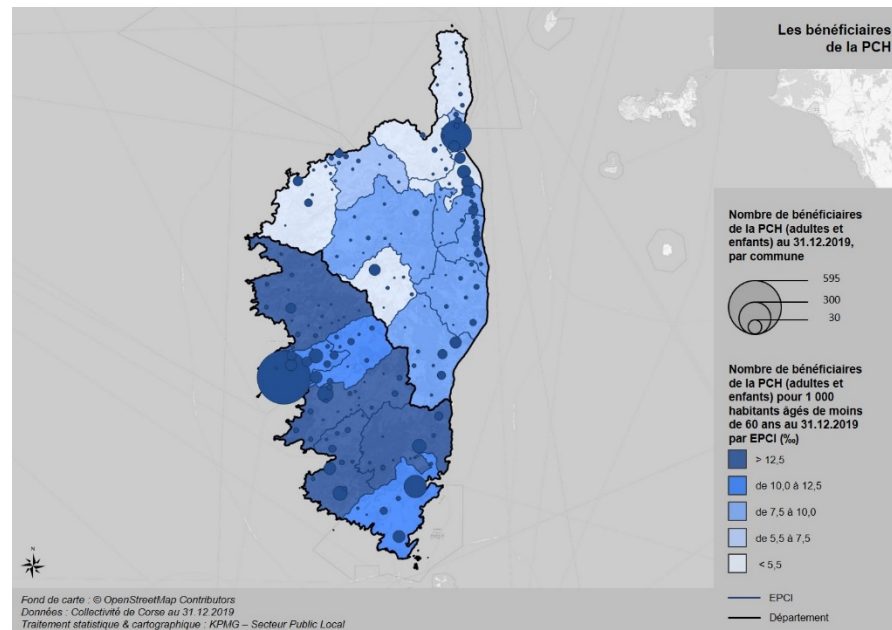 Les bénéficiaires
de la PCH
Nombre de bénéficiaires
de la PCH (adultes et
enfants) au 31.12.2019,
par commune
595
300
30
Nombre de bénéficiaires
de la PCH (adultes et
enfants) pour 1 000
habitants âgés de moins
de 60 ans au 31.12.2019
par EPCI (‰)
> 12,5
de 10,0 à 12,5
de 7,5 à 10,0
de 5,5 à 7,5
< 5,5
EPCI
Département
N
Fond de carte : © OpenStreetMap Contributors
Données : Collectivité de Corse au 31.12.2019
Traitement statistique & cartographique : KPMG – Secteur Public Local